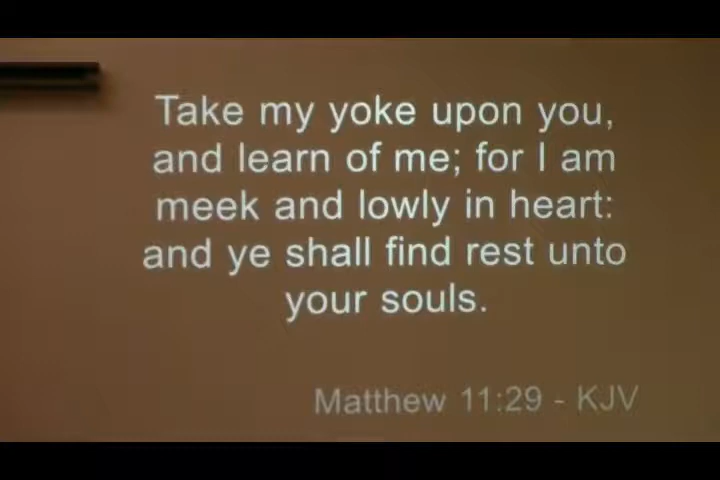 Take my yoke upon you,
and learn of me; for I am
meek and lowly in heart:
and ye shall find rest unto
your souls.
Matthew 11:29 - KJV